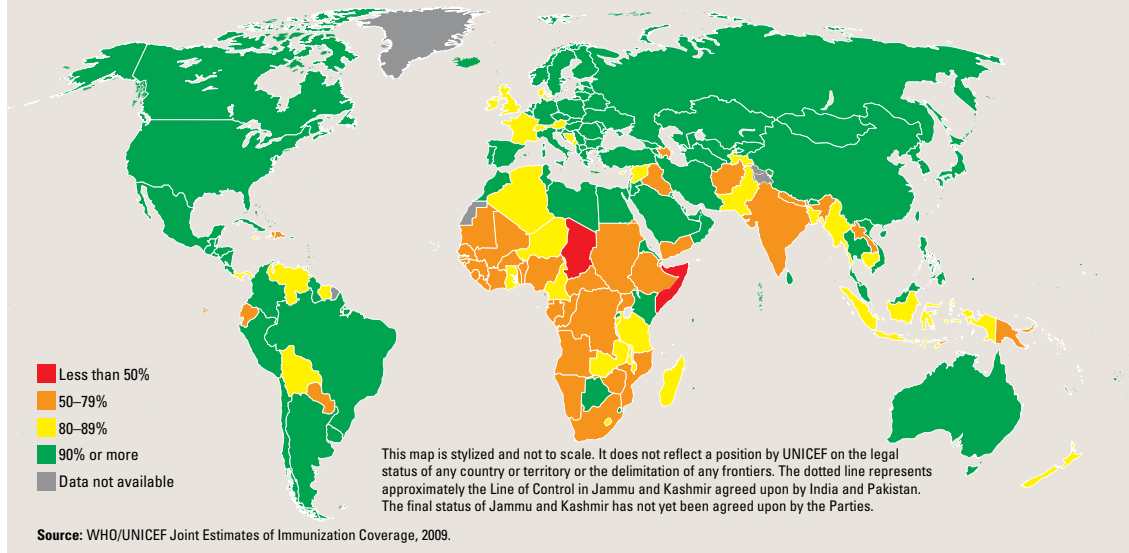 Less than 50%
50–79%
80–89%
90% or more
Data not available
This map is stylized and not to scale. It does not reflect a position by UNICEF on the legal
status of any country or territory or the delimitation of any frontiers. The dotted line represents
approximately the Line of Control in Jammu and Kashmir agreed upon by India and Pakistan.
The final status of Jammu and Kashmir has not yet been agreed upon by the Parties.
Source: WHO/UNICEF Joint Estimates of Immunization Coverage, 2009.